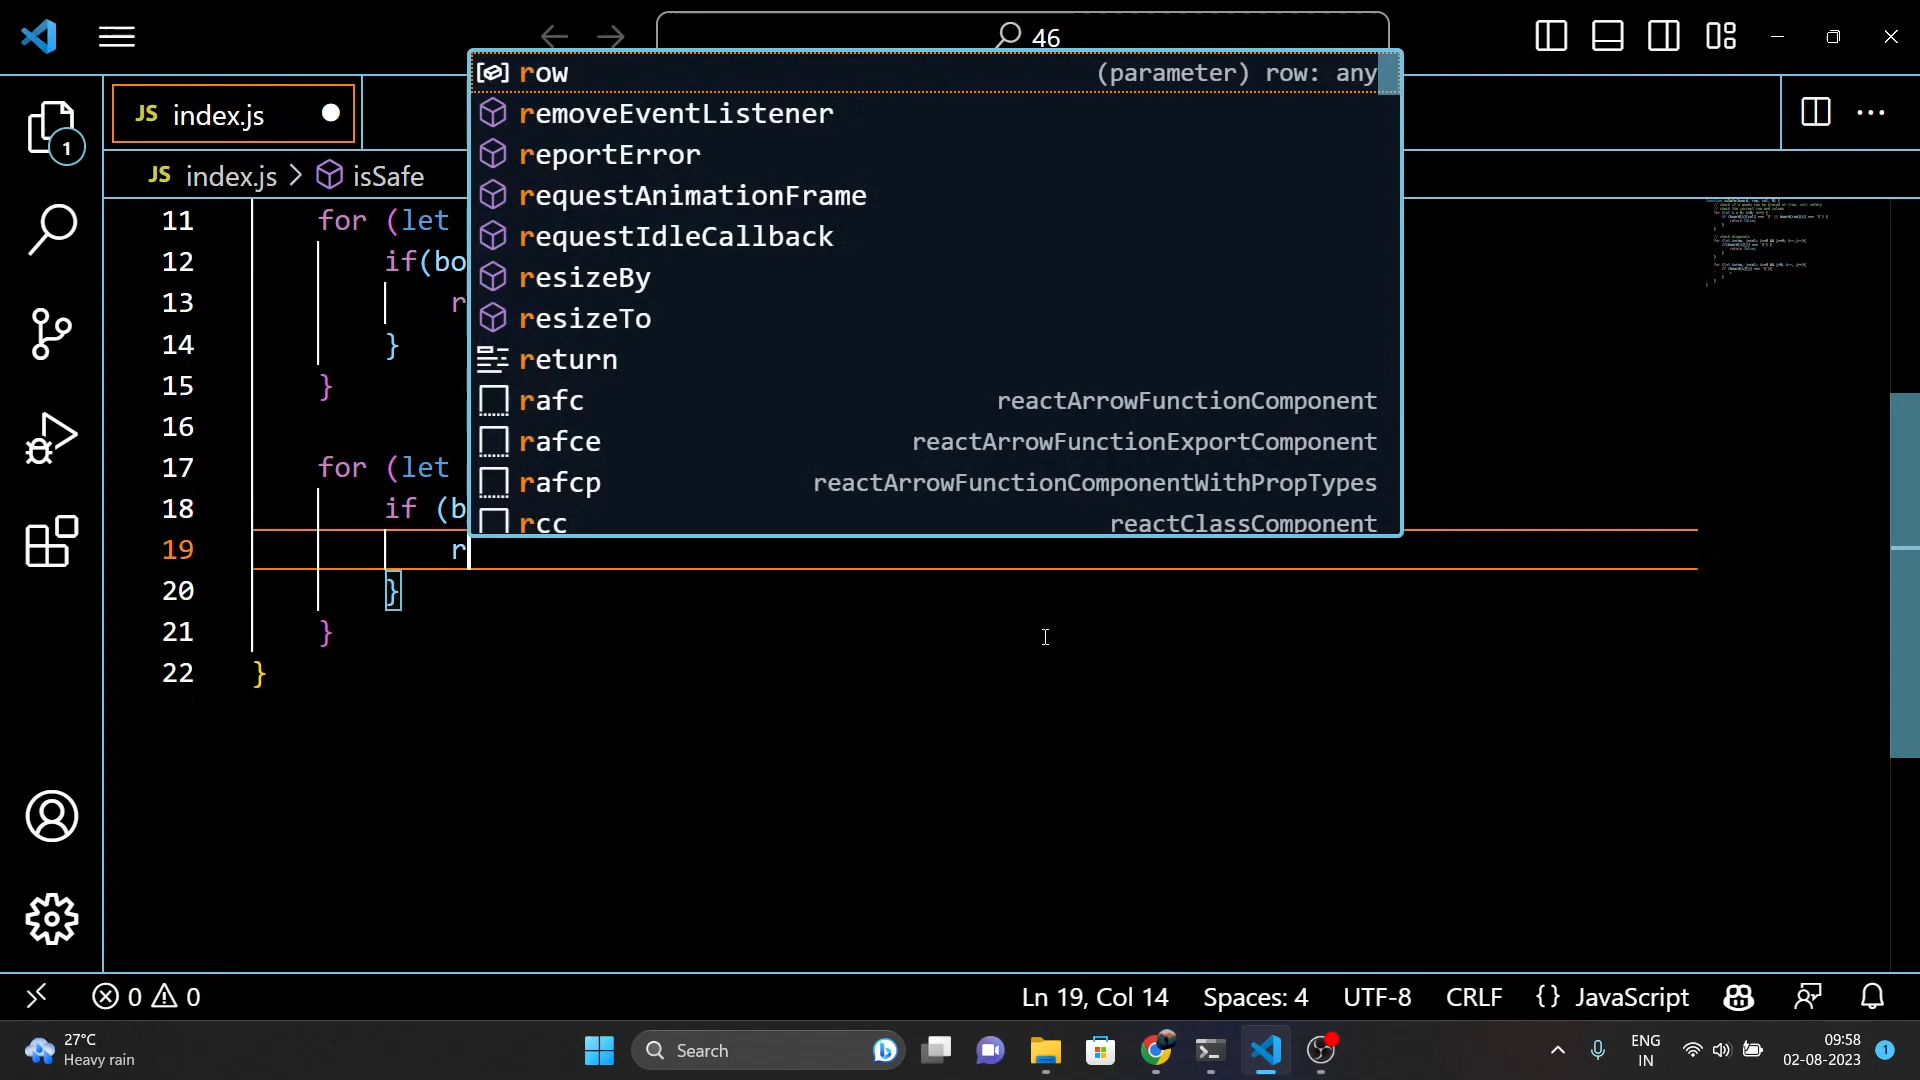 46
row (parameter) row: any
JS index.js
removeEventListener
1
reportError
JS index.js > isSafe
requestAnimationFrame
11 for (let
requestIdleCallback
12 if(bo
resizeBy
13 r
resizeTo
14 }
return
15 }
rafc reactArrowFunctionComponent
16
rafce reactArrowFunctionExportComponent
17 for (let
rafcp reactArrowFunctionComponentWithPropTypes
18 if (b
rcc reactClassComponent
19 r
20 }
21 }
22 }
0 0 Ln 19, Col 14 Spaces: 4 UTF-8 CRLF {} JavaScript
27°C
Heavy rain
Search
ENG
IN
09:58
02-08-2023
1